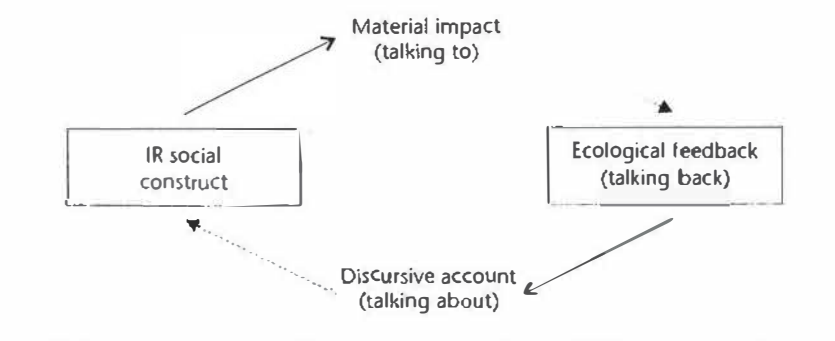 Material impact
(talking to)
IR social
construct
Ecological feedback
(talking back)
Discursive account
(talking about)